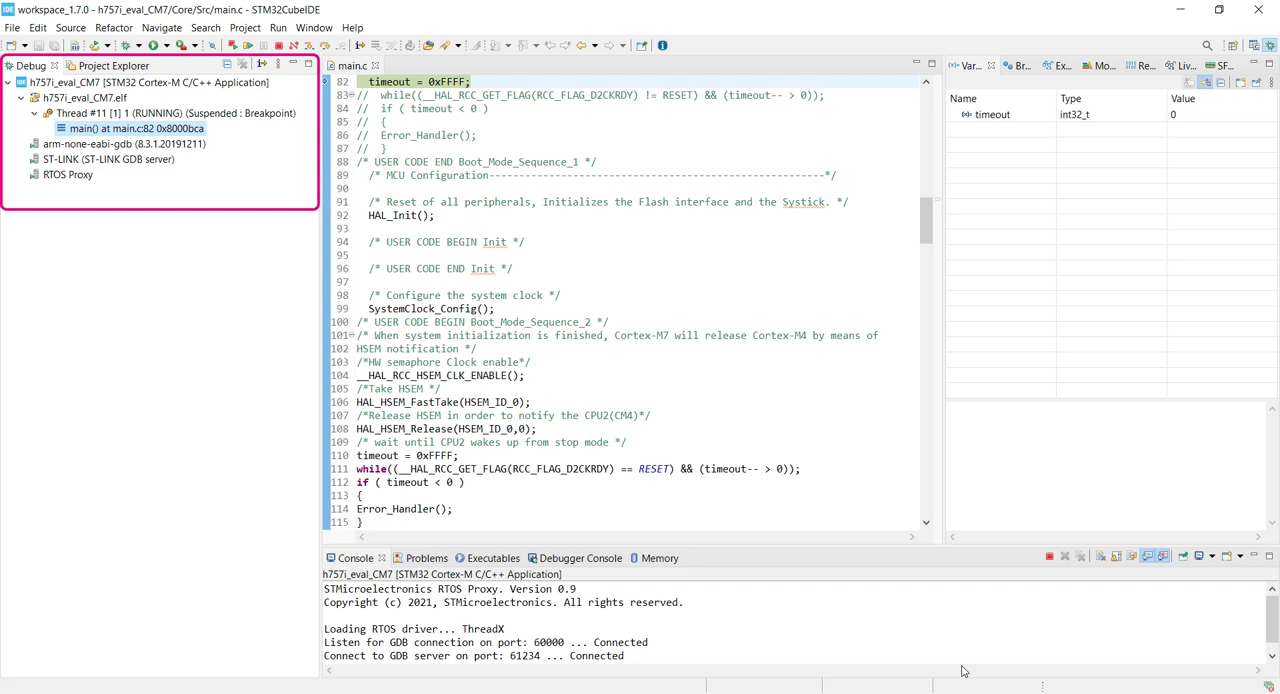 IDE workspace_1.7.0 - h757i_eval_CM7/Core/Src/main.c - STM32CubeIDE
File Edit Source Refactor Navigate Search Project Run Window Help
Debug Project Explorer
IDE h757i_eval_CM7 [STM32 Cortex-M C/C++ Application]
h757i_eval_CM7.elf
Thread #11 [1] 1 (RUNNING) (Suspended : Breakpoint)
main() at main.c:82 0x8000bca
arm-none-eabi-gdb (8.3.1.20191211)
ST-LINK (ST-LINK GDB server)
RTOS Proxy
main.c
82 timeout = 0xFFFF;
83 // while((__HAL_RCC_GET_FLAG(RCC_FLAG_D2CKRDY) != RESET) && (timeout-- > 0));
84 // if ( timeout < 0 )
85 // {
86 // Error_Handler();
87 // }
88 /* USER CODE END Boot_Mode_Sequence_1 */
89 /* MCU Configuration--------------------------------------------------------*/
90
91 /* Reset of all peripherals, Initializes the Flash interface and the Systick. */
92 HAL_Init();
93
94 /* USER CODE BEGIN Init */
95
96 /* USER CODE END Init */
97
98 /* Configure the system clock */
99 SystemClock_Config();
100 /* USER CODE BEGIN Boot_Mode_Sequence_2 */
101 /* When system initialization is finished, Cortex-M7 will release Cortex-M4 by means of
102 HSEM notification */
103 /*HW semaphore Clock enable*/
104 __HAL_RCC_HSEM_CLK_ENABLE();
105 /*Take HSEM */
106 HAL_HSEM_FastTake(HSEM_ID_0);
107 /*Release HSEM in order to notify the CPU2(CM4)*/
108 HAL_HSEM_Release(HSEM_ID_0,0);
109 /* wait until CPU2 wakes up from stop mode */
110 timeout = 0xFFFF;
111 while((__HAL_RCC_GET_FLAG(RCC_FLAG_D2CKRDY) == RESET) && (timeout-- > 0));
112 if ( timeout < 0 )
113 {
114 Error_Handler();
115 }
Var... Br... Ex... Mo... Re... Liv... SF...
Name Type Value
timeout int32_t 0
Console Problems Executables Debugger Console Memory
h757i_eval_CM7 [STM32 Cortex-M C/C++ Application]
STMicroelectronics RTOS Proxy. Version 0.9
Copyright (c) 2021, STMicroelectronics. All rights reserved.
Loading RTOS driver... ThreadX
Listen for GDB connection on port: 60000 ... Connected
Connect to GDB server on port: 61234 ... Connected